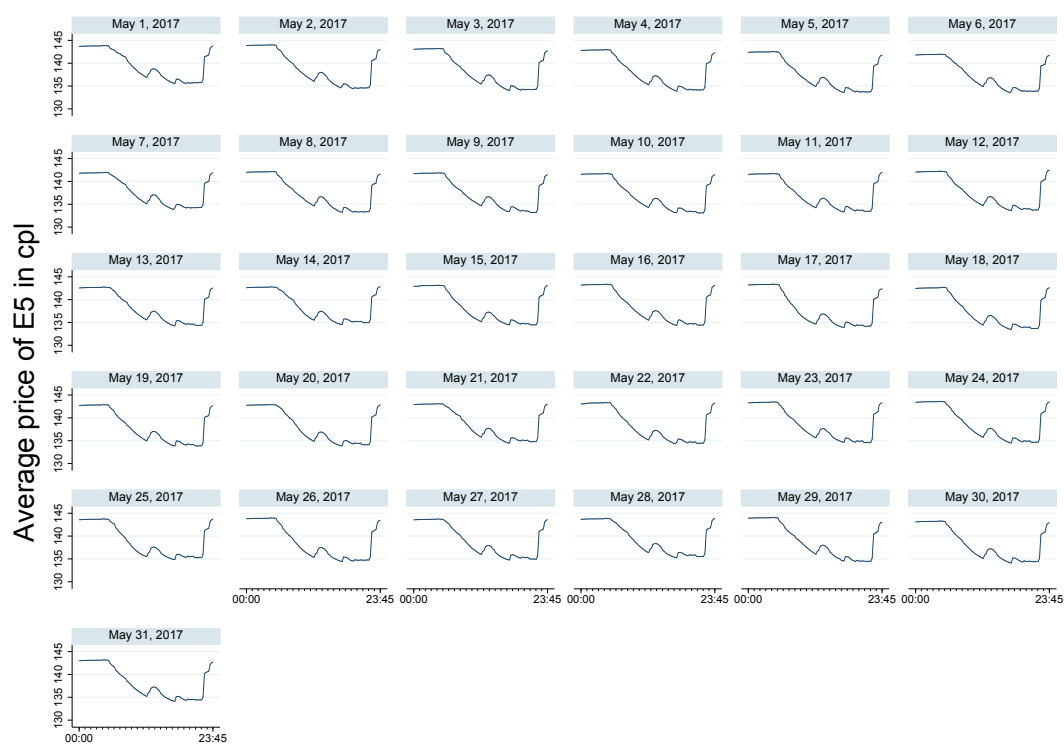 Average price of E5 in cpl
May 1, 2017 May 2, 2017 May 3, 2017 May 4, 2017 May 5, 2017 May 6, 2017
130 135 140 145
May 7, 2017 May 8, 2017 May 9, 2017 May 10, 2017 May 11, 2017 May 12, 2017
130 135 140 145
May 13, 2017 May 14, 2017 May 15, 2017 May 16, 2017 May 17, 2017 May 18, 2017
130 135 140 145
May 19, 2017 May 20, 2017 May 21, 2017 May 22, 2017 May 23, 2017 May 24, 2017
130 135 140 145
May 25, 2017 May 26, 2017 May 27, 2017 May 28, 2017 May 29, 2017 May 30, 2017
130 135 140 145
00:00 23:45 00:00 23:45 00:00 23:45 00:00 23:45 00:00 23:45
May 31, 2017
130 135 140 145
00:00 23:45